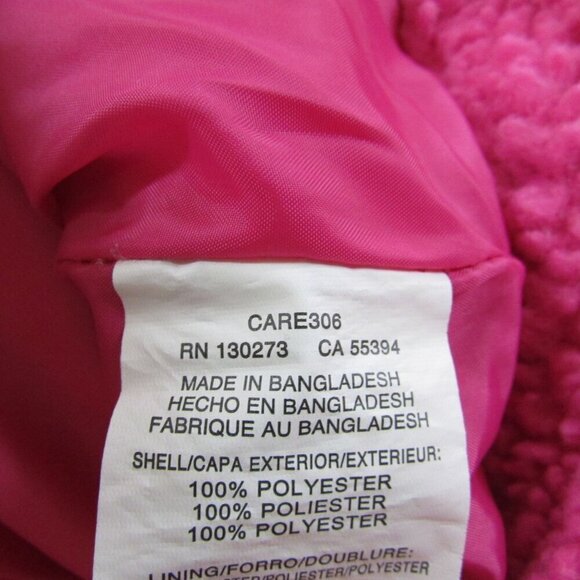 CARE306
RN 130273 CA 55394
MADE IN BANGLADESH
HECHO EN BANGLADESH
FABRIQUE AU BANGLADESH
SHELL/CAPA EXTERIOR/EXTERIEUR:
100% POLYESTER
100% POLIESTER
100% POLYESTER
LINING/FORRO/DOUBLURE: